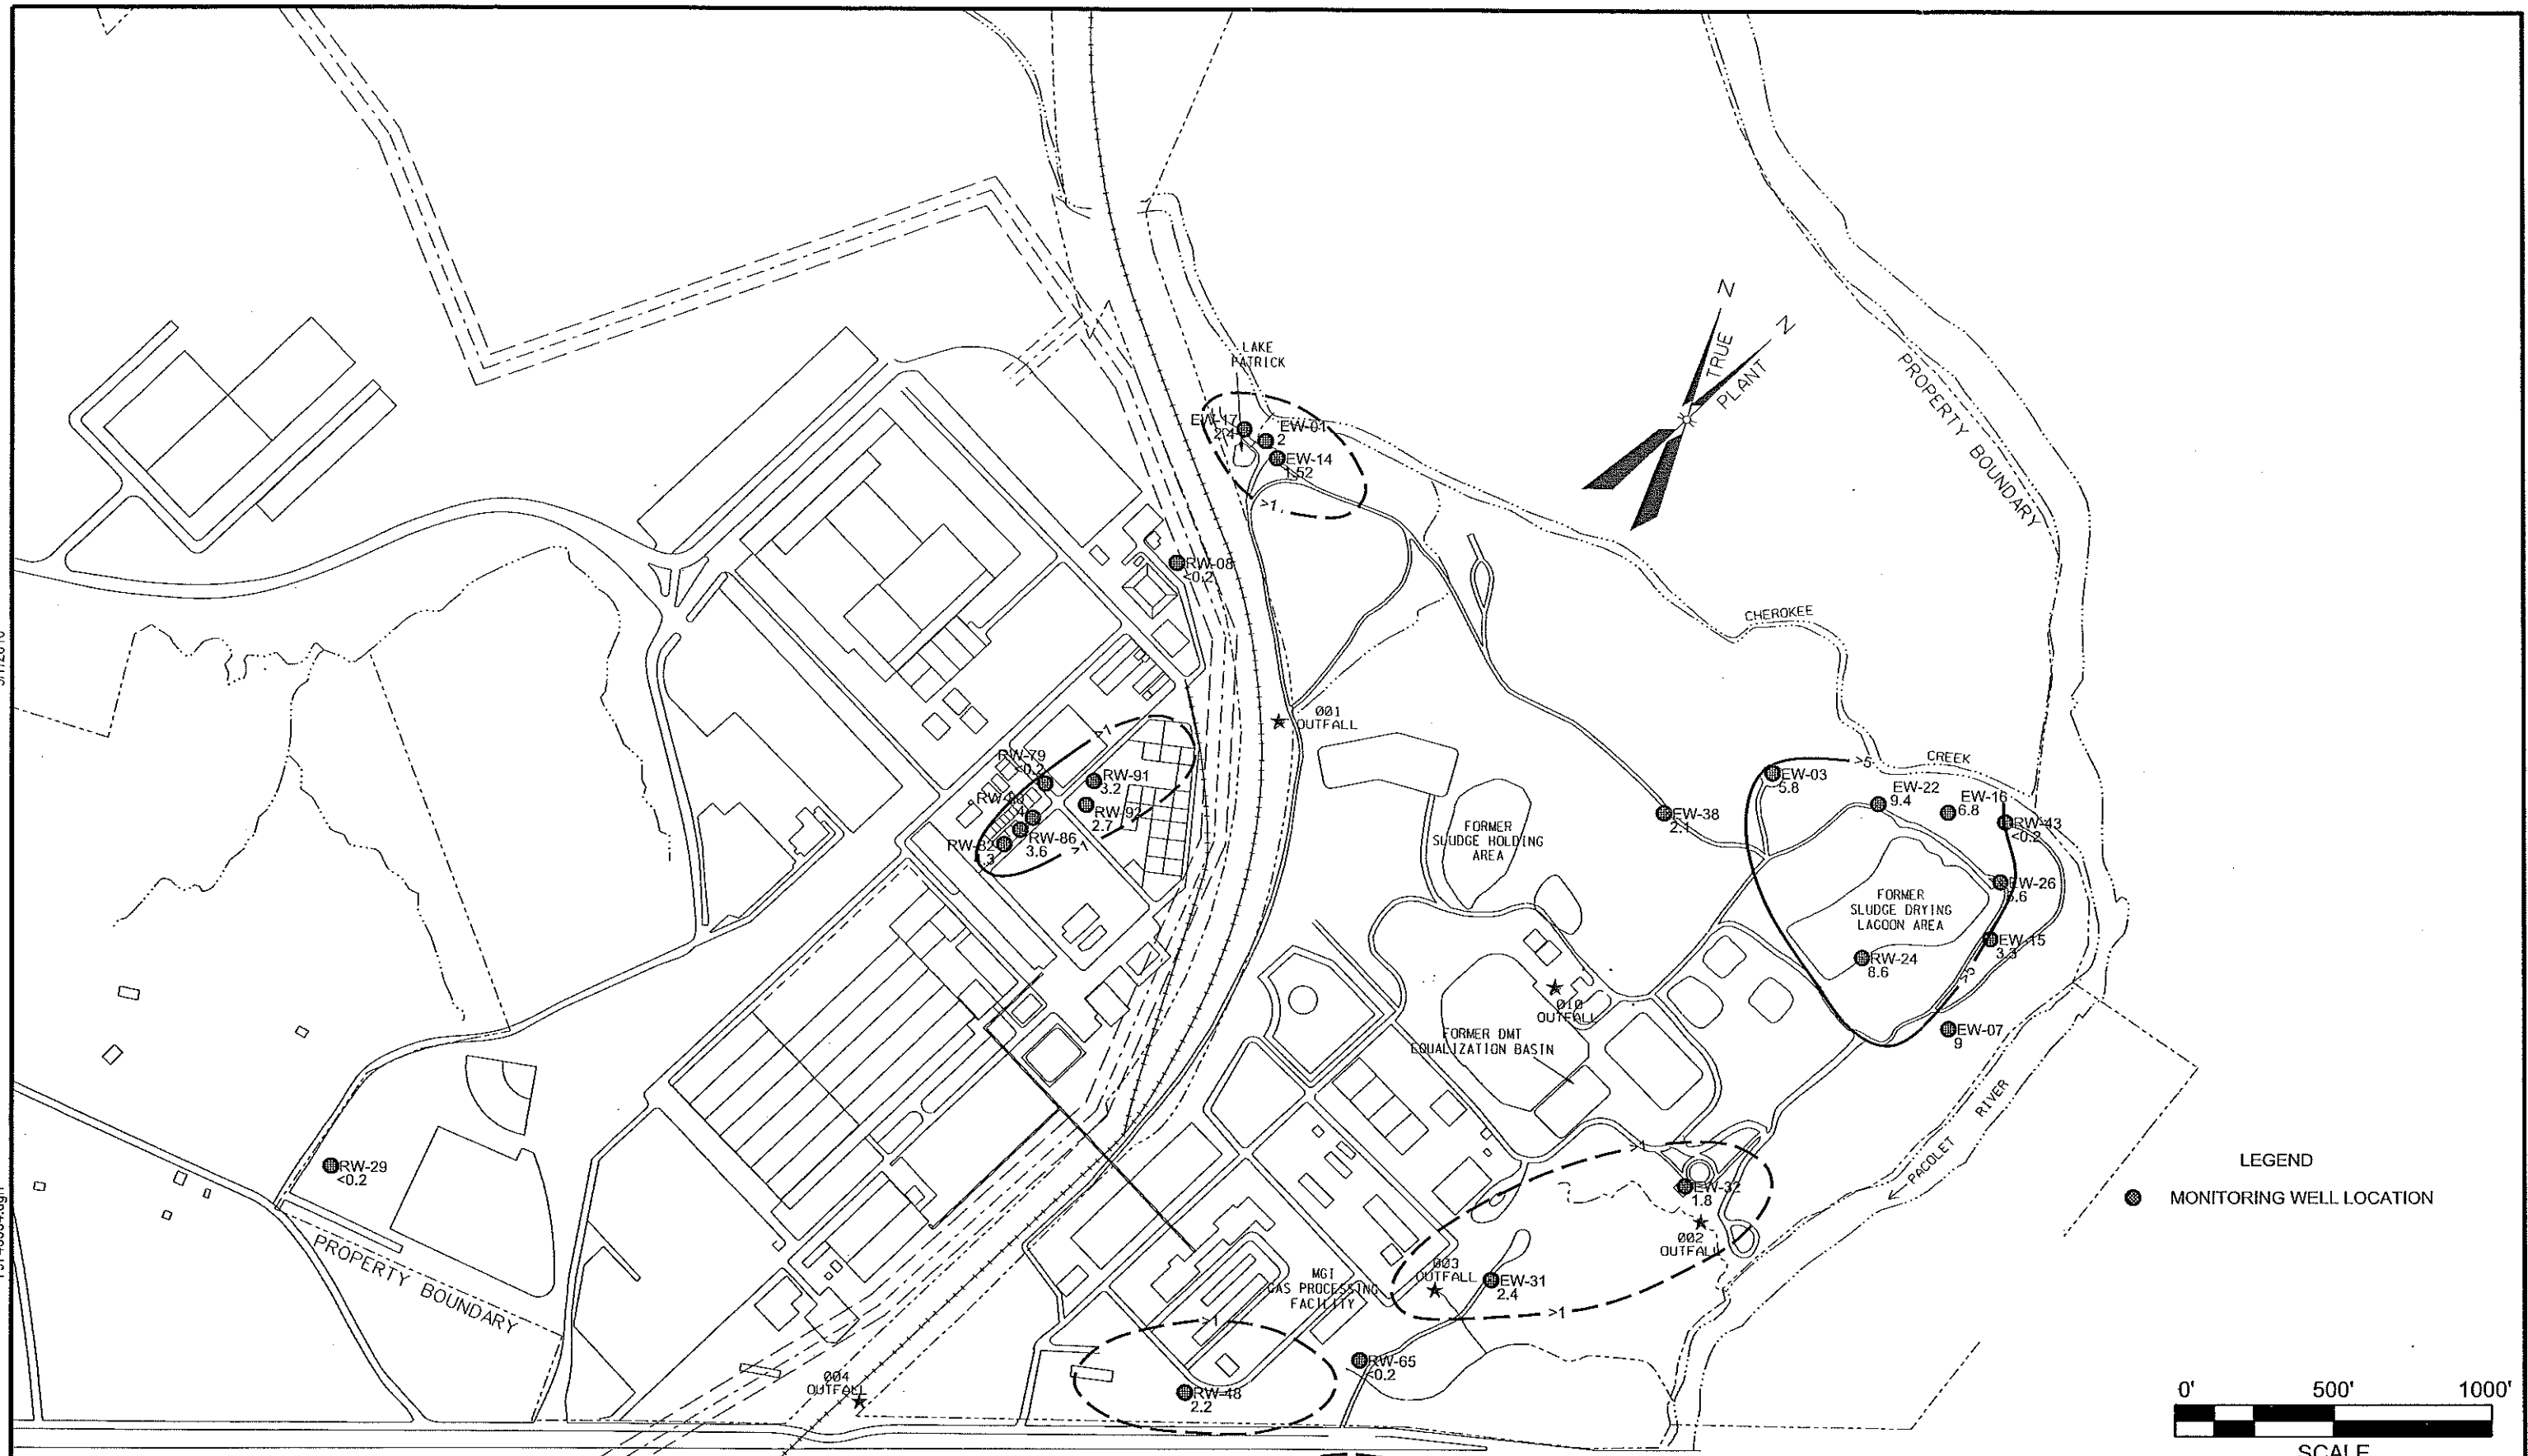 LAKE
PATRICK
EW-17
2.4
EW-01
2
EW-14
1.52
>1
N
TRUE
N
PLANT
PROPERTY BOUNDARY
RW-08
<0.2
CHEROKEE
CREEK
001
OUTFALL
>1
RW-79
<0.2
RW-91
3.2
RW-92
2.7
RW-86
3.6
RW-82
>1
EW-38
2.1
EW-03
5.8
>5
EW-22
9.4
EW-16
6.8
RW-43
<0.2
EW-26
EW-15
3.3
RW-24
8.6
>5
EW-07
9
FORMER
SLUDGE HOLDING
AREA
FORMER
SLUDGE DRYING
LAGOON AREA
010
OUTFALL
FORMER DMT
EQUALIZATION BASIN
PACOLET RIVER
RW-29
<0.2
PROPERTY BOUNDARY
>1
EW-32
1.8
002
OUTFALL
003
OUTFALL
EW-31
2.4
>1
MGI
GAS PROCESSING
FACILITY
>1
RW-65
<0.2
RW-48
2.2
004
OUTFALL
LEGEND
MONITORING WELL LOCATION
0' 500' 1000'
SCALE